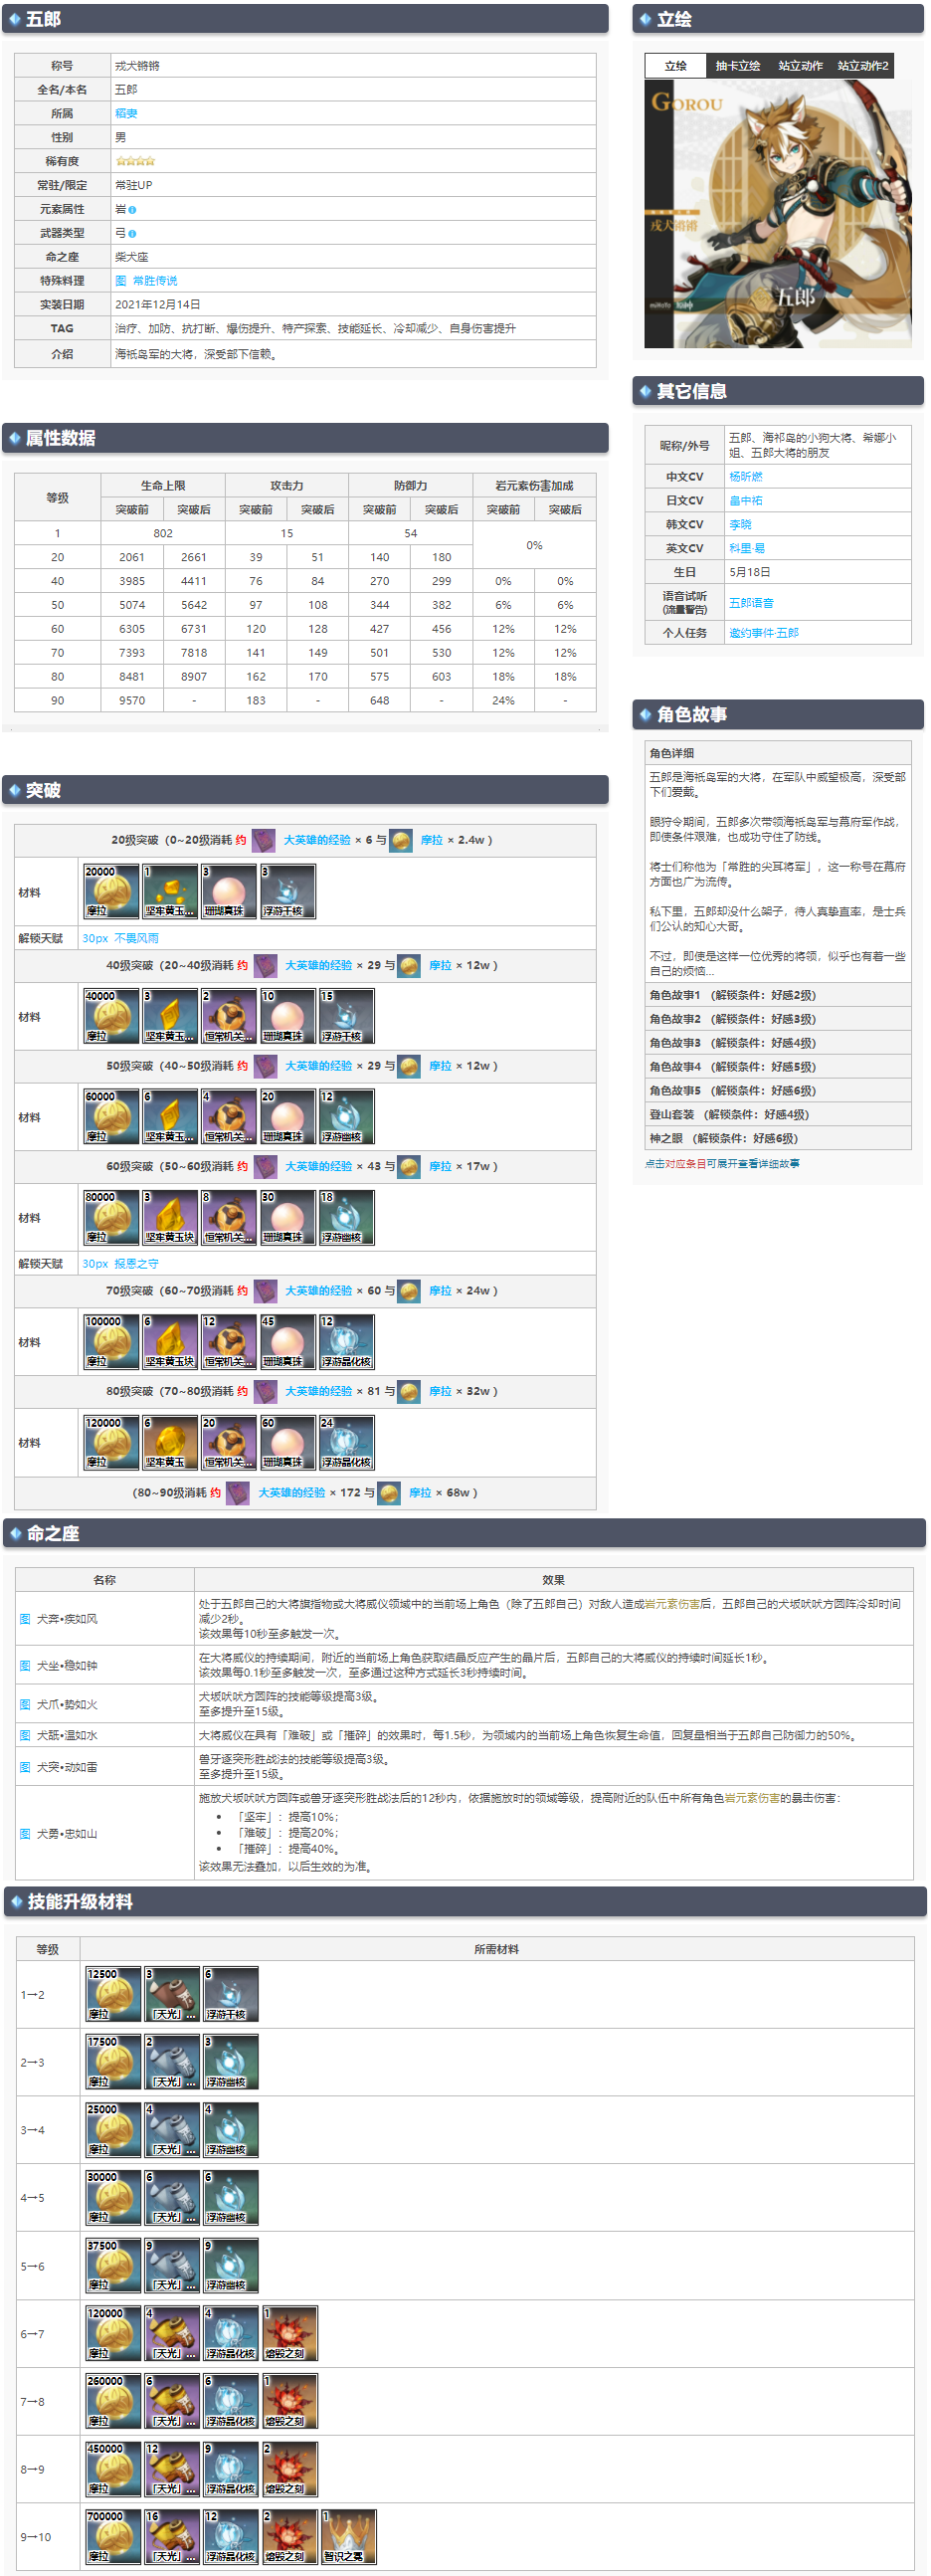 五郎
称号 戎犬锵锵
全名/本名 五郎
所属 稻妻
性别 男
稀有度
常驻/限定 常驻UP
元素属性 岩
武器类型 弓
命之座 柴犬座
特殊料理 图 常胜传说
实装日期 2021年12月14日
TAG 治疗、加防、抗打断、爆伤提升、特产探索、技能延长、冷却减少、自身伤害提升
介绍 海祇岛军的大将，深受部下信赖。
立绘
立绘 抽卡立绘 站立动作 站立动作2
GOROU
戎犬锵锵
五郎
其它信息
昵称/外号 五郎、海祁岛的小狗大将、希娜小
姐、五郎大将的朋友
中文CV 杨昕燃
日文CV 畠中祐
韩文CV 李晓
英文CV 科里·易
生日 5月18日
语音试听
(流量警告) 五郎语音
个人任务 邀约事件·五郎
属性数据
等级 生命上限 攻击力 防御力 岩元素伤害加成
突破前 突破后 突破前 突破后 突破前 突破后 突破前 突破后
1 802 15 54 0%
20 2061 2661 39 51 140 180
40 3985 4411 76 84 270 299 0% 0%
50 5074 5642 97 108 344 382 6% 6%
60 6305 6731 120 128 427 456 12% 12%
70 7393 7818 141 149 501 530 12% 12%
80 8481 8907 162 170 575 603 18% 18%
90 9570 - 183 - 648 - 24% -
角色故事
角色详细
五郎是海祇岛军的大将，在军队中威望极高，深受部
下们爱戴。
眼狩令期间，五郎多次带领海祇岛军与幕府军作战，
即使条件艰难，也成功守住了防线。
将士们称他为「常胜的尖耳将军」，这一称号在幕府
方面也广为流传。
私下里，五郎却没什么架子，待人真挚直率，是士兵
们公认的知心大哥。
不过，即使是这样一位优秀的将领，似乎也有着一些
自己的烦恼...
角色故事1 （解锁条件：好感2级)
角色故事2 （解锁条件：好感3级)
角色故事3 （解锁条件：好感4级)
角色故事4 （解锁条件：好感5级)
角色故事5 （解锁条件：好感6级)
登山套装 （解锁条件：好感4级)
神之眼 （解锁条件：好感6级)
点击对应条目可展开查看详细故事
突破
20级突破（0~20级消耗 约 大英雄的经验 × 6 与 摩拉 × 2.4w ）
材料 20000 摩拉 1 坚牢黄玉... 3 珊瑚真珠 3 浮游干核
解锁天赋 30px 不畏风雨
40级突破（20~40级消耗 约 大英雄的经验 × 29 与 摩拉 × 12w ）
材料 40000 摩拉 3 坚牢黄玉... 2 恒常机关... 10 珊瑚真珠 15 浮游干核
50级突破（40~50级消耗 约 大英雄的经验 × 29 与 摩拉 × 12w ）
材料 60000 摩拉 6 坚牢黄玉... 4 恒常机关... 20 珊瑚真珠 12 浮游幽核
60级突破（50~60级消耗 约 大英雄的经验 × 43 与 摩拉 × 17w ）
材料 80000 摩拉 3 坚牢黄玉块 8 恒常机关... 30 珊瑚真珠 18 浮游幽核
解锁天赋 30px 报恩之守
70级突破（60~70级消耗 约 大英雄的经验 × 60 与 摩拉 × 24w ）
材料 100000 摩拉 6 坚牢黄玉块 12 恒常机关... 45 珊瑚真珠 12 浮游晶化核
80级突破（70~80级消耗 约 大英雄的经验 × 81 与 摩拉 × 32w ）
材料 120000 摩拉 6 坚牢黄玉 20 恒常机关... 60 珊瑚真珠 24 浮游晶化核
（80~90级消耗 约 大英雄的经验 × 172 与 摩拉 × 68w ）
命之座
名称 效果
图 犬奔•疾如风 处于五郎自己的大将旗指物或大将威仪领域中的当前场上角色（除了五郎自己）对敌人造成岩元素伤害后，五郎自己的犬坂吠吠方圆阵冷却时间
减少2秒。
该效果每10秒至多触发一次。
图 犬坐•稳如钟 在大将威仪的持续期间，附近的当前场上角色获取结晶反应产生的晶片后，五郎自己的大将威仪的持续时间延长1秒。
该效果每0.1秒至多触发一次，至多通过这种方式延长3秒持续时间。
图 犬爪•势如火 犬坂吠吠方圆阵的技能等级提高3级。
至多提升至15级。
图 犬舐•温如水 大将威仪在具有「难破」或「摧碎」的效果时，每1.5秒，为领域内的当前场上角色恢复生命值，回复量相当于五郎自己防御力的50%。
图 犬突•动如雷 兽牙逐突形胜战法的技能等级提高3级。
至多提升至15级。
图 犬勇•忠如山 施放犬坂吠吠方圆阵或兽牙逐突形胜战法后的12秒内，依据施放时的领域等级，提高附近的队伍中所有角色岩元素伤害的暴击伤害：
• 「坚牢」：提高10%；
• 「难破」：提高20%；
• 「摧碎」：提高40%。
该效果无法叠加，以后生效的为准。
技能升级材料
等级 所需材料
1→2 12500 摩拉 3 「天光」... 6 浮游干核
2→3 17500 摩拉 2 「天光」... 3 浮游幽核
3→4 25000 摩拉 4 「天光」... 4 浮游幽核
4→5 30000 摩拉 6 「天光」... 6 浮游幽核
5→6 37500 摩拉 9 「天光」... 9 浮游幽核
6→7 120000 摩拉 4 「天光」... 4 浮游晶化核 1 熔毁之刻
7→8 260000 摩拉 6 「天光」... 6 浮游晶化核 1 熔毁之刻
8→9 450000 摩拉 12 「天光」... 9 浮游晶化核 2 熔毁之刻
9→10 700000 摩拉 16 「天光」... 12 浮游晶化核 2 熔毁之刻 1 智识之冕